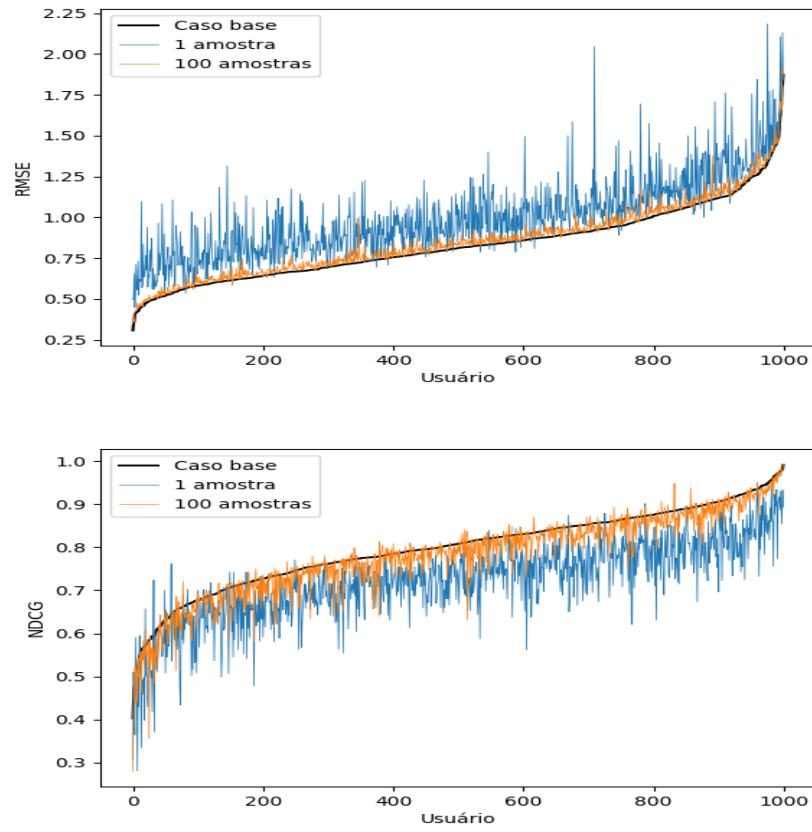 2.25
2.00
1.75
1.50
1.25
1.00
0.75
0.50
0.25
RMSE
Caso base
1 amostra
100 amostras
0 200 400 600 800 1000
Usuário
1.0
0.9
0.8
0.7
0.6
0.5
0.4
0.3
NDCG
Caso base
1 amostra
100 amostras
0 200 400 600 800 1000
Usuário